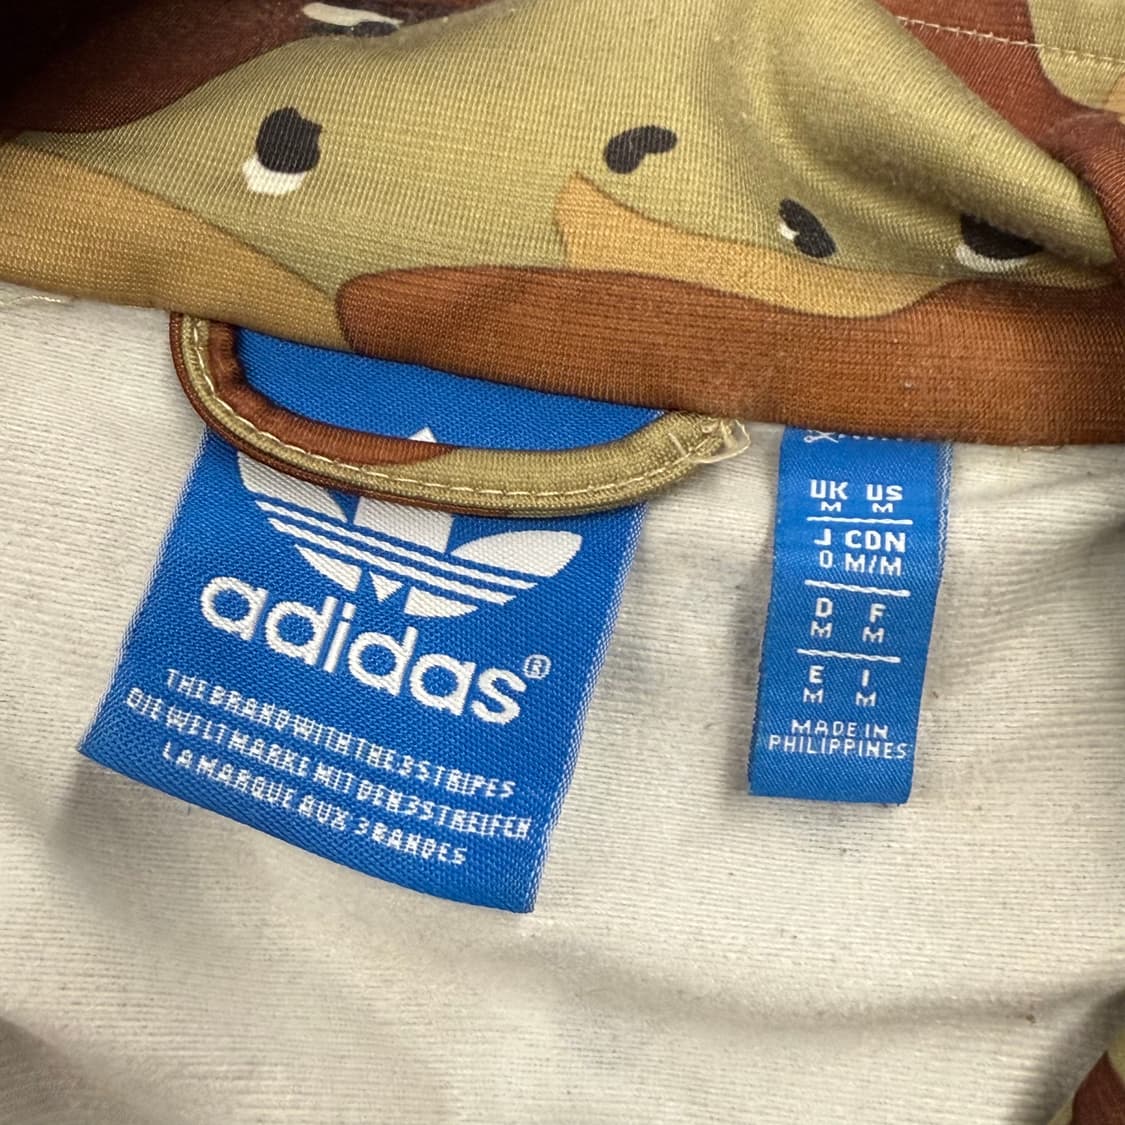 adidas®
THE BRAND WITH THE 3 STRIPES
DIE WELTMARKE MIT DEN 3 STREIFEN
LA MARQUE AUX 3 BANDES
UK US
M M
J CDN
O M/M
D F
M M
E I
M M
MADE IN
PHILIPPINES